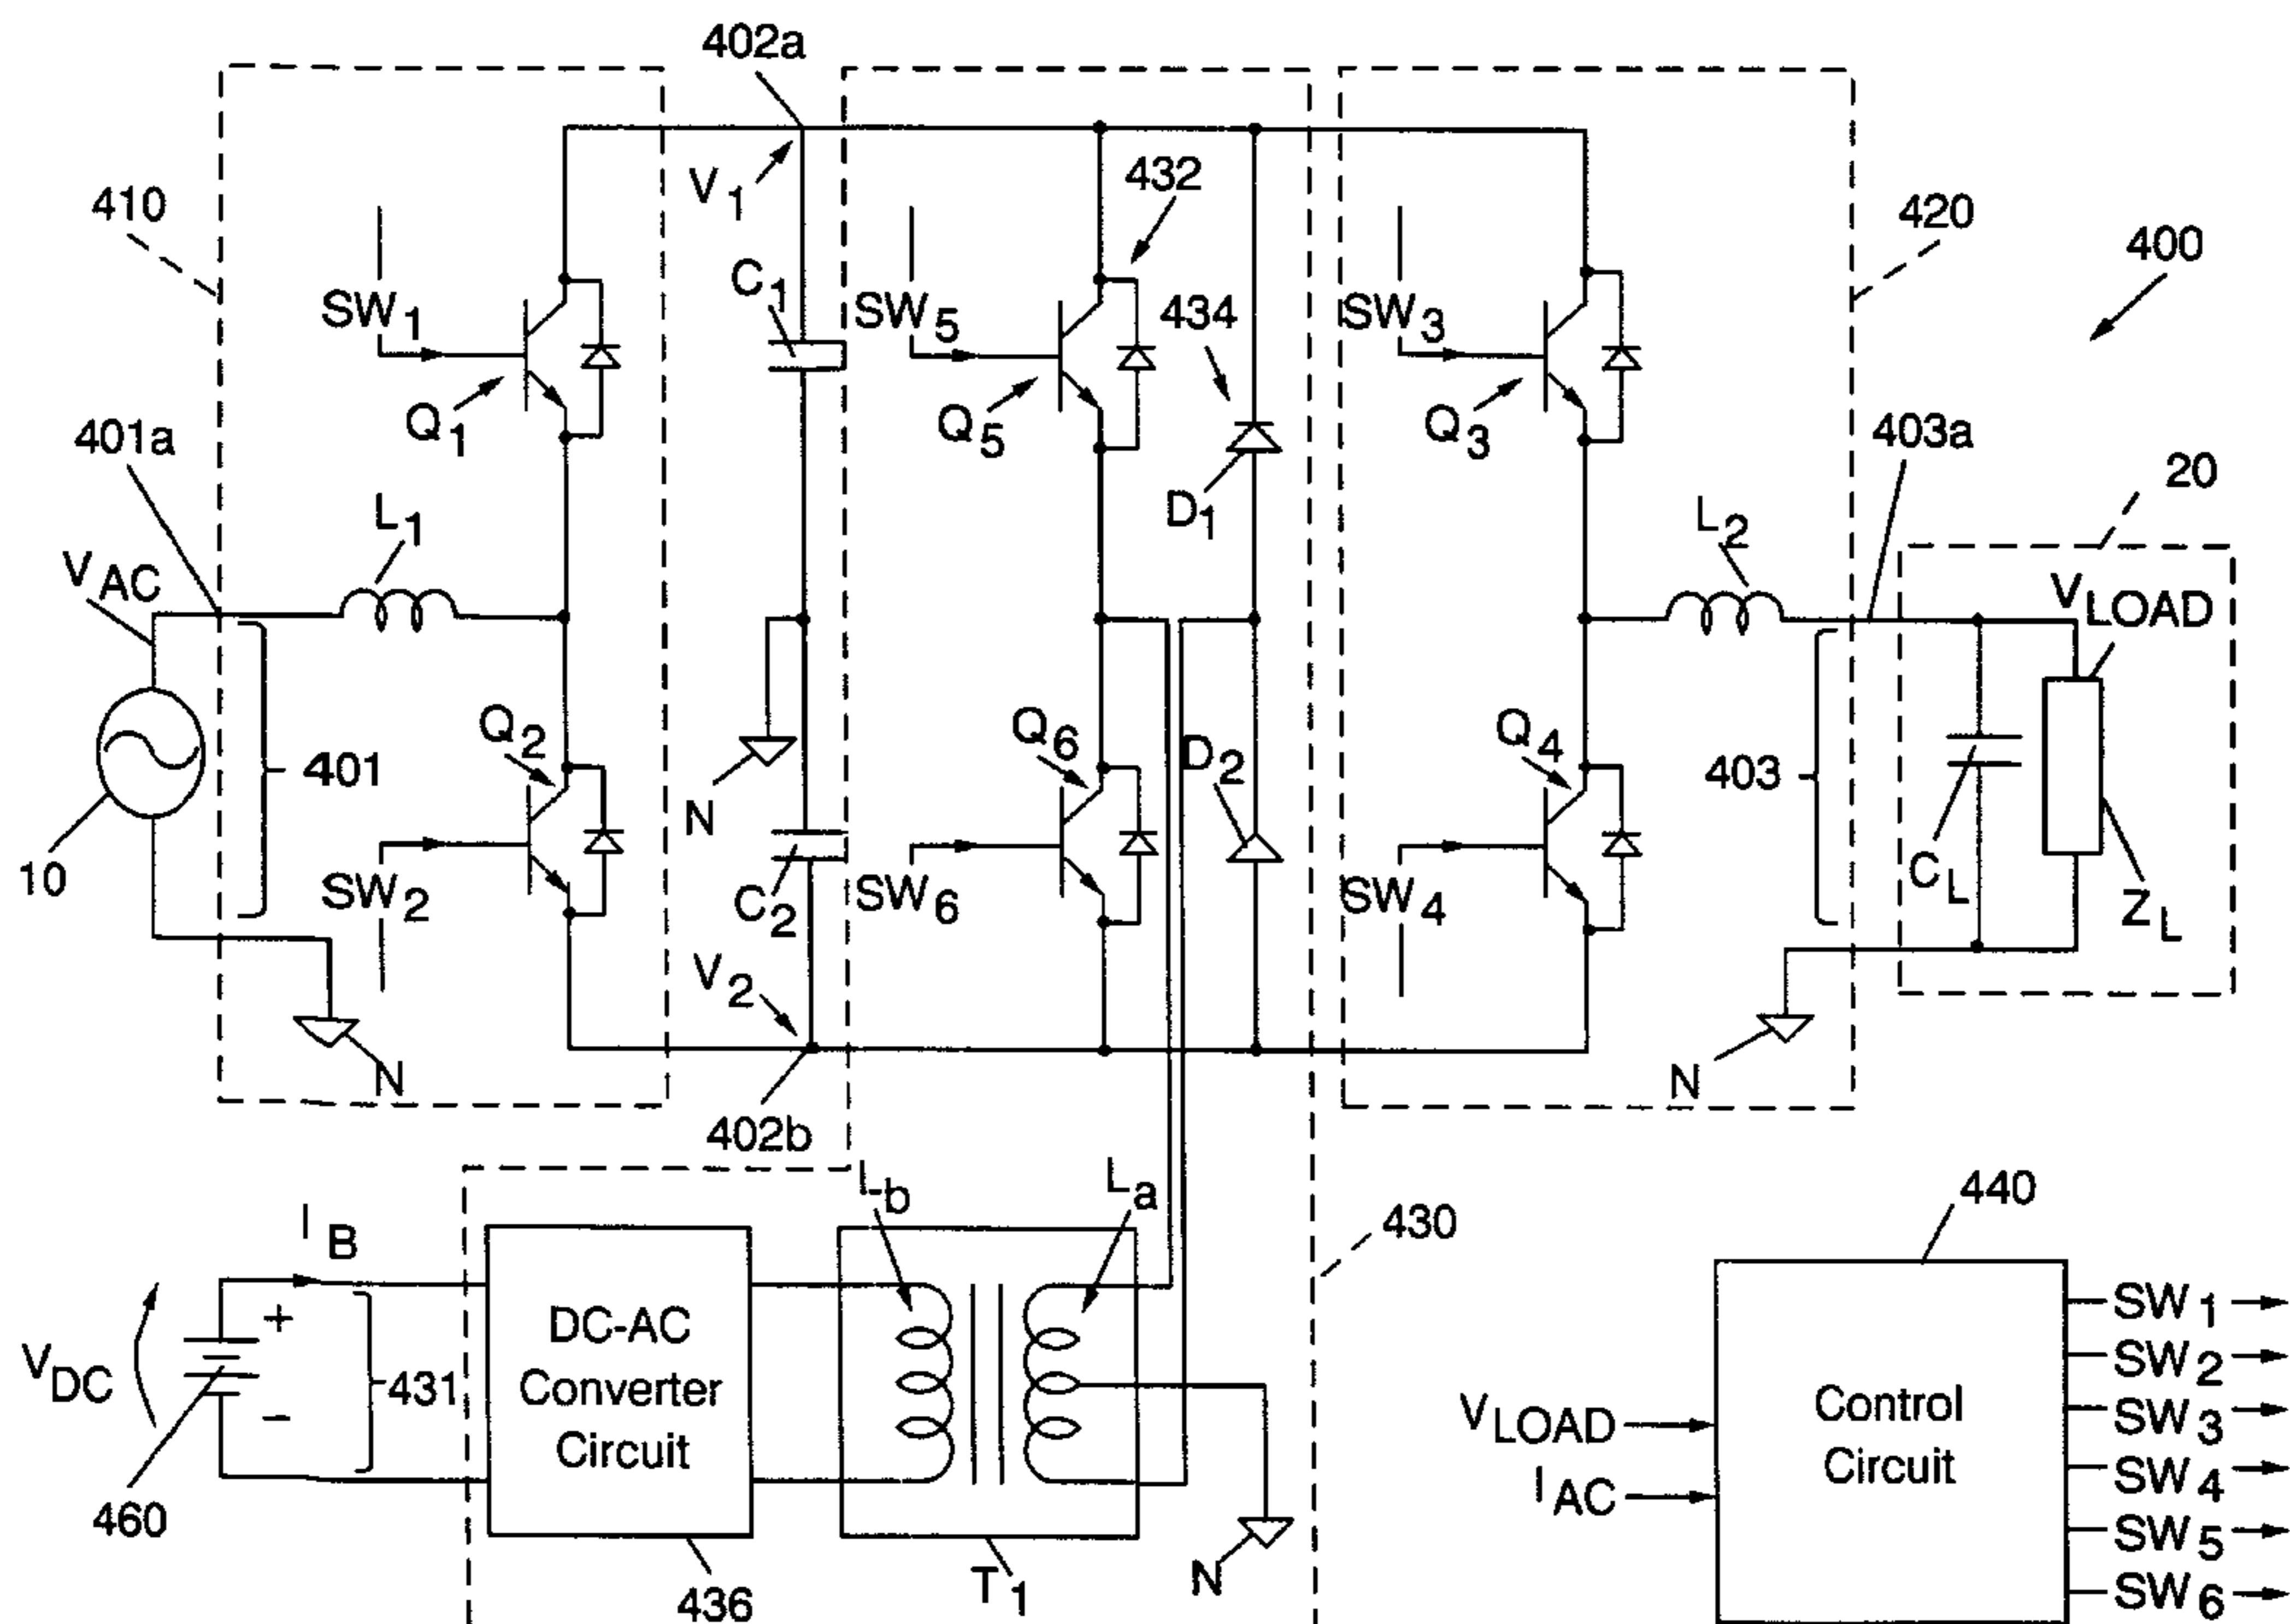 402a
410
V1
432
420
400
SW1
C1
SW5
434
SW3
Q1
Q5
Q3
401a
403a
20
D1
L1
L2
VAC
VLOAD
Q2
Q6
D2
Q4
401
403
N
10
SW2
C2
SW6
SW4
CL
ZL
V2
N
N
402b
Lb
La
440
IB
430
SW1
+
DC-AC
Converter
Circuit
VDC
431
Control
Circuit
SW2
SW3
VLOAD
−
SW4
IAC
460
SW5
N
T1
436
SW6